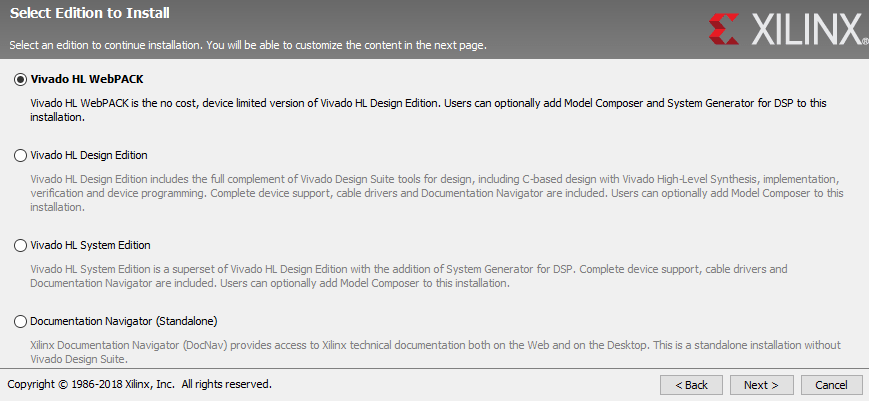 Select Edition to Install
Select an edition to continue installation. You will be able to customize the content in the next page.
XILINX®
Vivado HL WebPACK
Vivado HL WebPACK is the no cost, device limited version of Vivado HL Design Edition. Users can optionally add Model Composer and System Generator for DSP to this
installation.
Vivado HL Design Edition
Vivado HL Design Edition includes the full complement of Vivado Design Suite tools for design, including C-based design with Vivado High-Level Synthesis, implementation,
verification and device programming. Complete device support, cable drivers and Documentation Navigator are included. Users can optionally add Model Composer to this
installation.
Vivado HL System Edition
Vivado HL System Edition is a superset of Vivado HL Design Edition with the addition of System Generator for DSP. Complete device support, cable drivers and
Documentation Navigator are included. Users can optionally add Model Composer to this installation.
Documentation Navigator (Standalone)
Xilinx Documentation Navigator (DocNav) provides access to Xilinx technical documentation both on the Web and on the Desktop. This is a standalone installation without
Vivado Design Suite.
Copyright © 1986-2018 Xilinx, Inc. All rights reserved.
< Back
Next >
Cancel